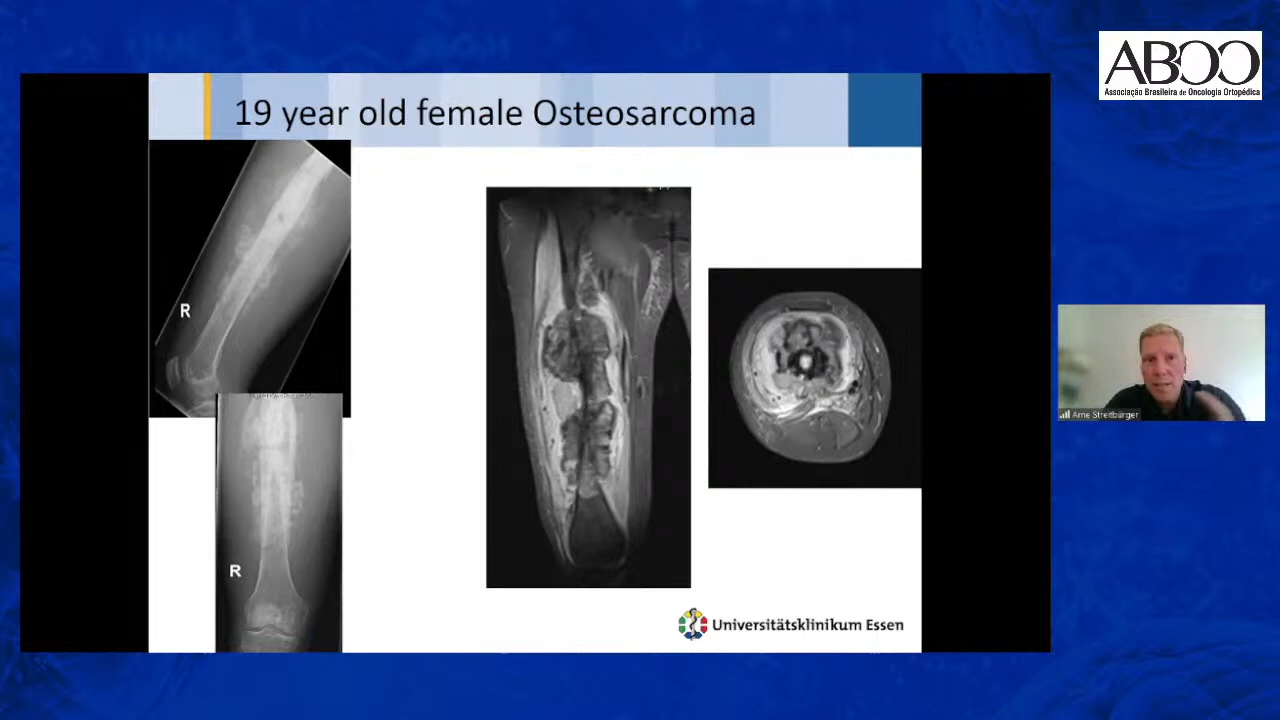 ABOO
Associação Brasileira de Oncologia Ortopédica
19 year old female Osteosarcoma
R
R
Arne Streitbürger
Universitätsklinikum Essen